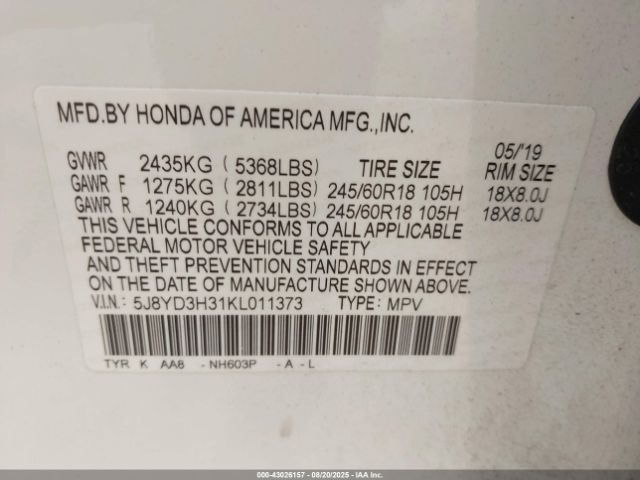 MFD.BY HONDA OF AMERICA MFG.,INC.
05/'19
GVWR 2435KG ( 5368LBS) TIRE SIZE RIM SIZE
GAWR F 1275KG ( 2811LBS) 245/60R18 105H 18X8.0J
GAWR R 1240KG ( 2734LBS) 245/60R18 105H 18X8.0J
THIS VEHICLE CONFORMS TO ALL APPLICABLE
FEDERAL MOTOR VEHICLE SAFETY
AND THEFT PREVENTION STANDARDS IN EFFECT
ON THE DATE OF MANUFACTURE SHOWN ABOVE.
V.I.N.: 5J8YD3H31KL011373 TYPE: MPV
TYR K AA8 - NH603P - A - L
000-43026157 - 08/20/2025 - IAA Inc.